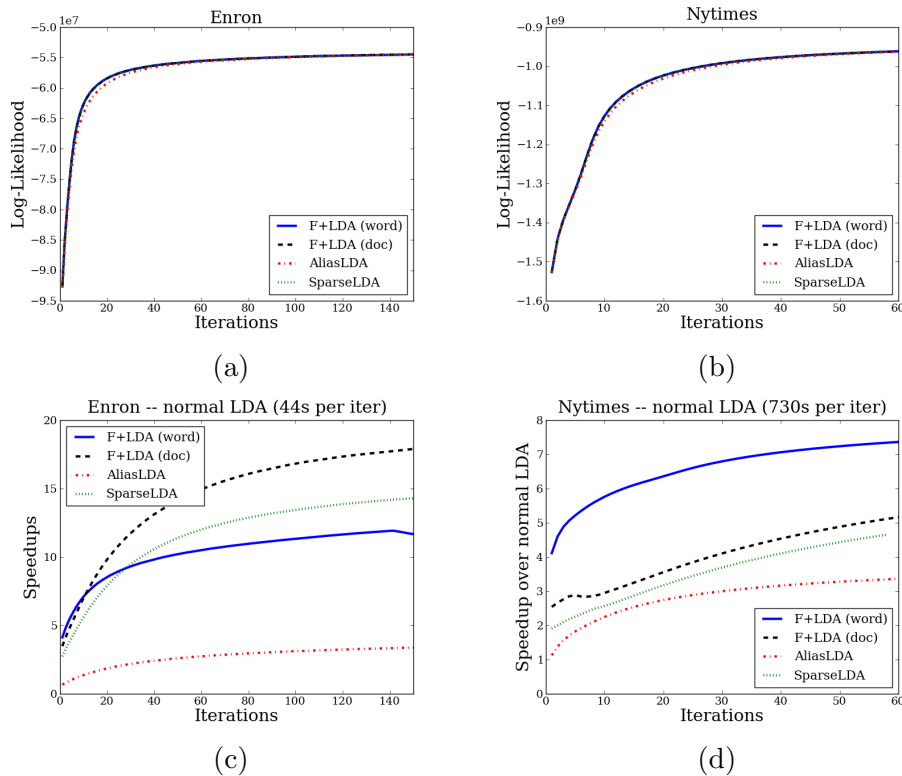 Enron
1e7
−5.0
−5.5
−6.0
−6.5
−7.0
−7.5
−8.0
−8.5
−9.0
−9.5
Log-Likelihood
F+LDA (word)
F+LDA (doc)
AliasLDA
SparseLDA
0 20 40 60 80 100 120 140
Iterations
(a)
Nytimes
1e9
−0.9
−1.0
−1.1
−1.2
−1.3
−1.4
−1.5
−1.6
Log-Likelihood
F+LDA (word)
F+LDA (doc)
AliasLDA
SparseLDA
0 10 20 30 40 50 60
Iterations
(b)
Enron -- normal LDA (44s per iter)
20
15
10
5
0
Speedups
F+LDA (word)
F+LDA (doc)
AliasLDA
SparseLDA
0 20 40 60 80 100 120 140
Iterations
(c)
Nytimes -- normal LDA (730s per iter)
8
7
6
5
4
3
2
1
0
Speedup over normal LDA
F+LDA (word)
F+LDA (doc)
AliasLDA
SparseLDA
0 10 20 30 40 50 60
Iterations
(d)